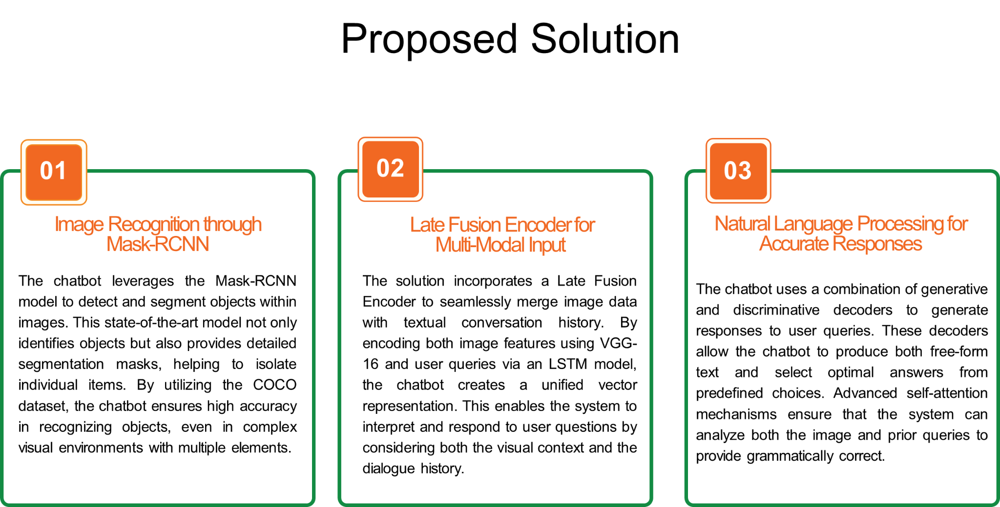 Proposed Solution
01
Image Recognition through
Mask-RCNN
The chatbot leverages the Mask-RCNN
model to detect and segment objects within
images. This state-of-the-art model not only
identifies objects but also provides detailed
segmentation masks, helping to isolate
individual items. By utilizing the COCO
dataset, the chatbot ensures high accuracy
in recognizing objects, even in complex
visual environments with multiple elements.
02
Late Fusion Encoder for
Multi-Modal Input
The solution incorporates a Late Fusion
Encoder to seamlessly merge image data
with textual conversation history. By
encoding both image features using VGG-
16 and user queries via an LSTM model,
the chatbot creates a unified vector
representation. This enables the system to
interpret and respond to user questions by
considering both the visual context and the
dialogue history.
03
Natural Language Processing for
Accurate Responses
The chatbot uses a combination of generative
and discriminative decoders to generate
responses to user queries. These decoders
allow the chatbot to produce both free-form
text and select optimal answers from
predefined choices. Advanced self-attention
mechanisms ensure that the system can
analyze both the image and prior queries to
provide grammatically correct.